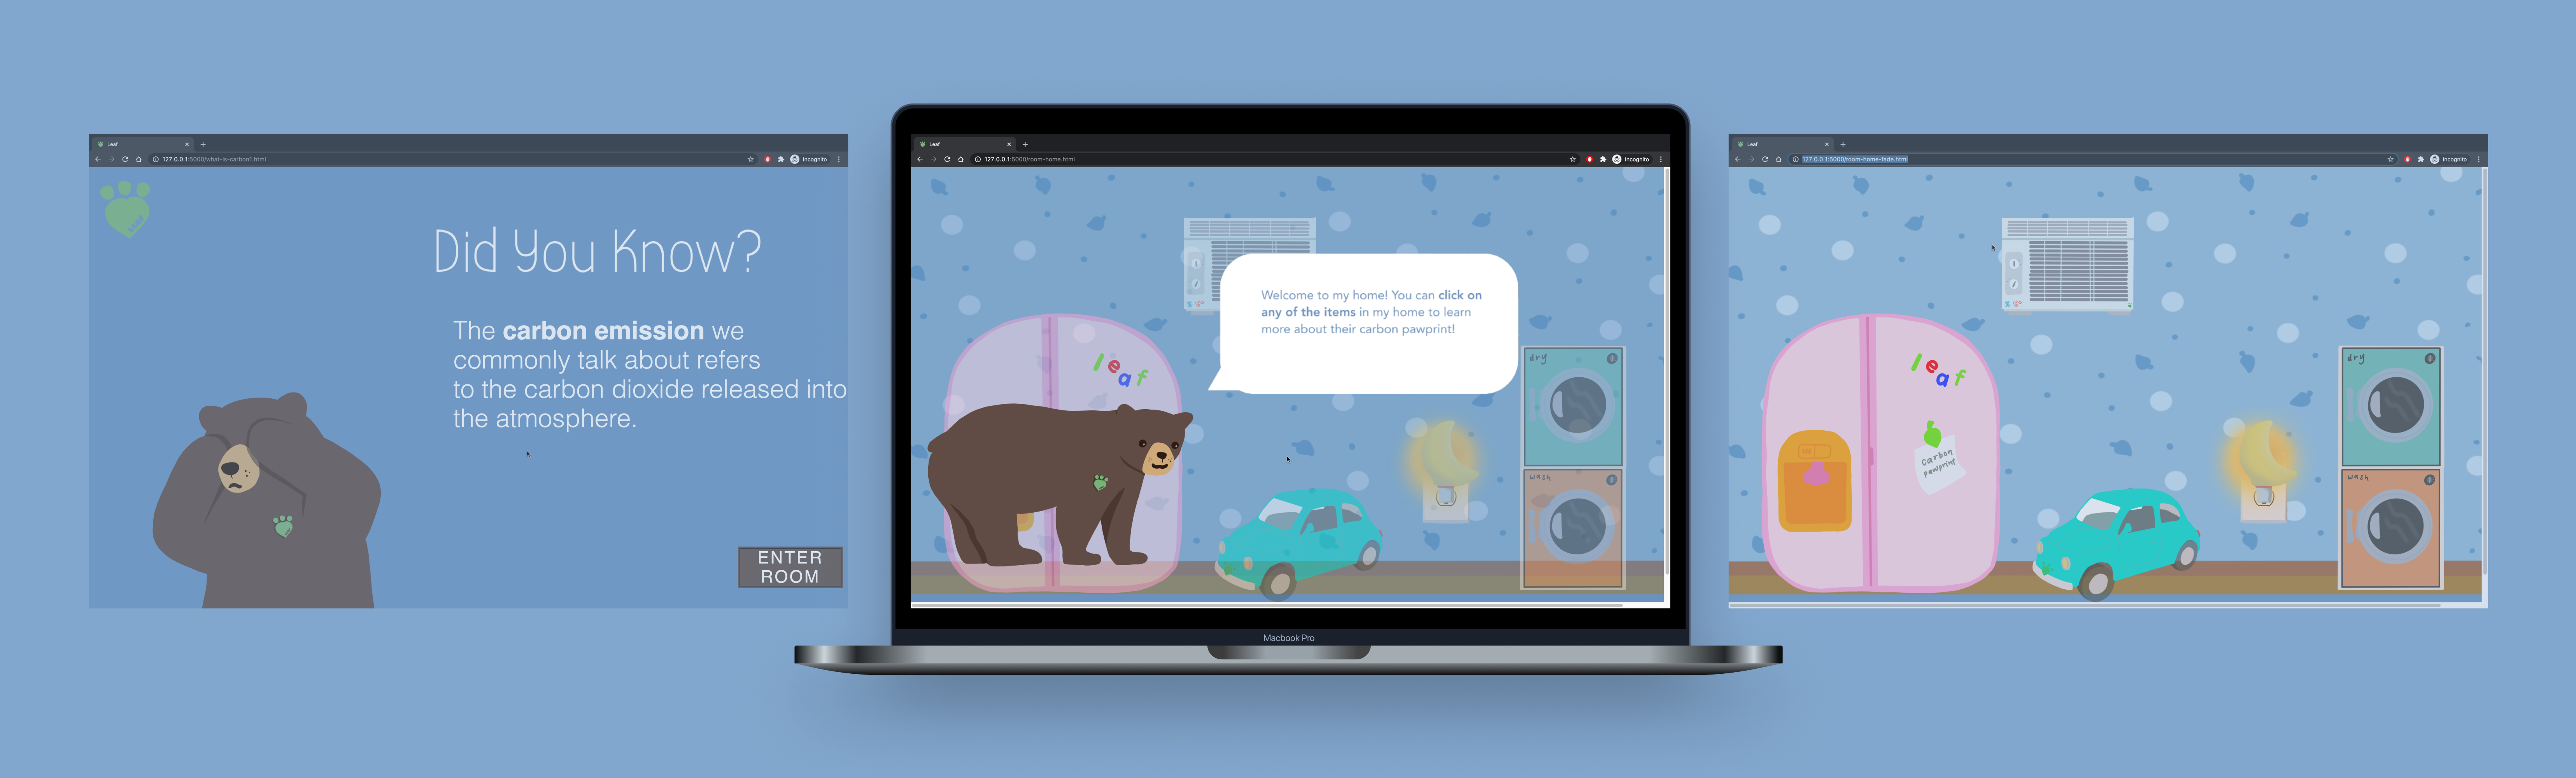 Leaf
127.0.0.1:5000/what-is-carbon1.html
Incognito
Did You Know?
The carbon emission we
commonly talk about refers
to the carbon dioxide released into
the atmosphere.
ENTER
ROOM
Leaf
127.0.0.1:5000/room-home.html
Incognito
Welcome to my home! You can click on
any of the items in my home to learn
more about their carbon pawprint!
leaf
dry
wash
Macbook Pro
Leaf
127.0.0.1:5000/room-home-fade.html
Incognito
leaf
carbon
pawprint
dry
wash